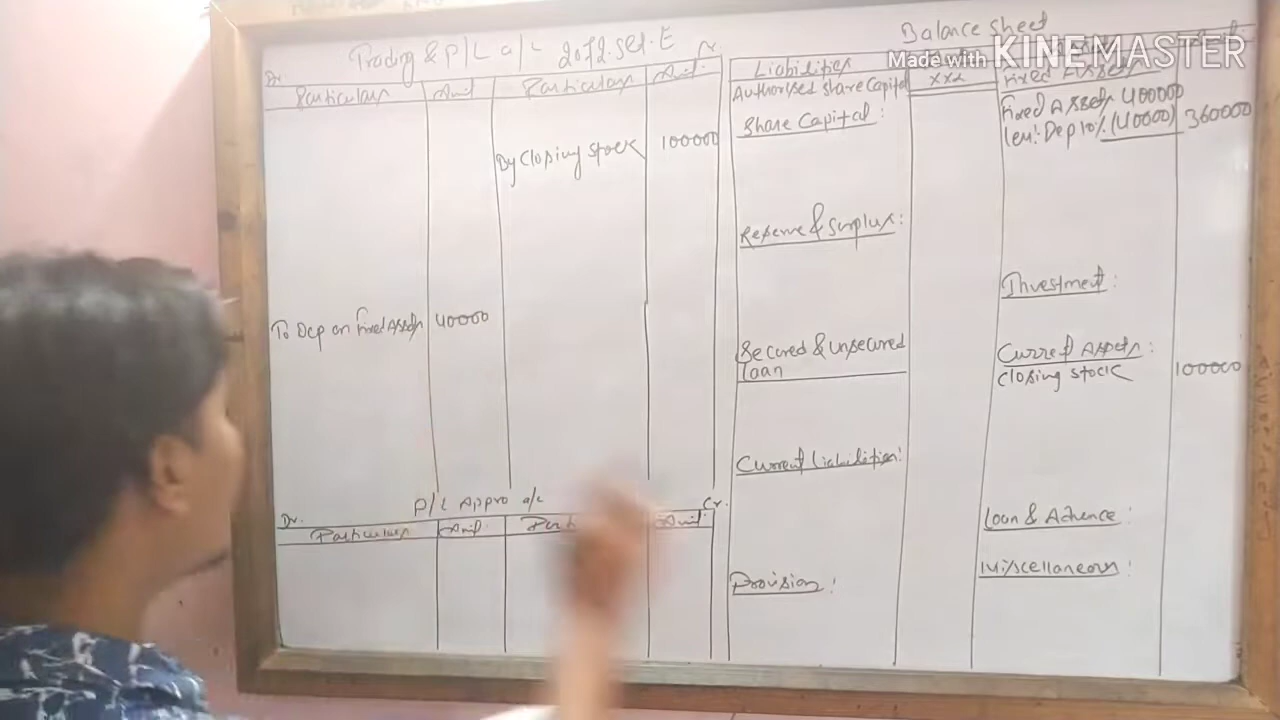 Trading & P/L a/c 2072. Set. E
Dr. Cr.
Particulars Amt Particulars Amt.
By Closing Stock 100000
To Dep on Fixed Assets 40000
P/L Appro a/c
Dr. Cr.
Particulars Amt. Amt.
Balance Sheet
Made with KINEMASTER
Liabilities
Authorised Share Capital xxx
Share Capital:
Reserve & Surplus:
Secured & unsecured
loan
Current Liabilities:
Provision:
Fixed Assets
Fixed Assets 400000
Less: Dep 10% (40000) 360000
Investment:
Curret Assets:
Closing Stock 100000
Loan & Advance:
Miscellaneous: